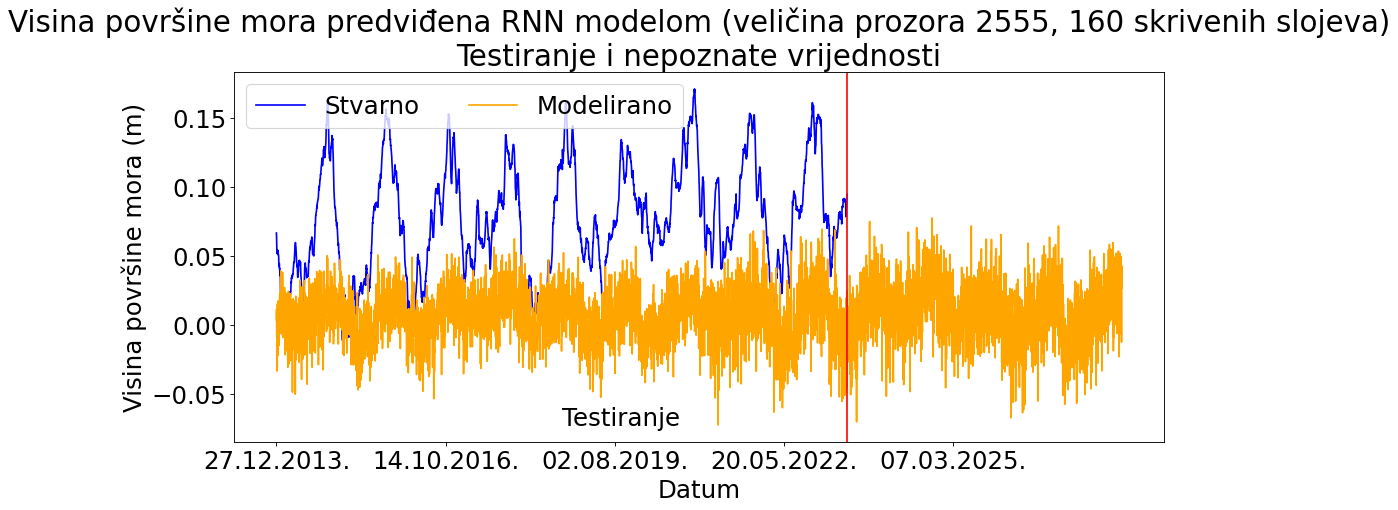 Visina površine mora predviđena RNN modelom (veličina prozora 2555, 160 skrivenih slojeva)
Testiranje i nepoznate vrijednosti
Stvarno
Modelirano
Visina površine mora (m)
0.15
0.10
0.05
0.00
−0.05
Testiranje
27.12.2013.
14.10.2016.
02.08.2019.
20.05.2022.
07.03.2025.
Datum